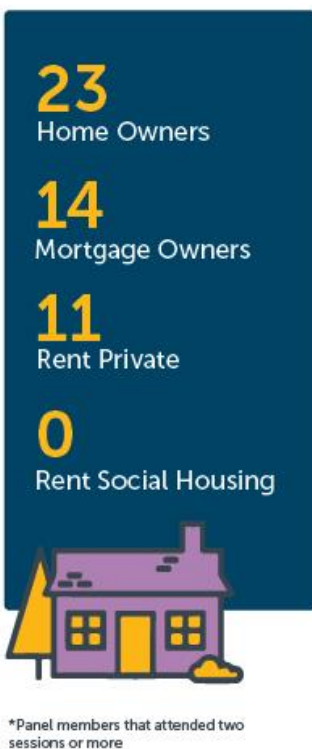 23
Home Owners
14
Mortgage Owners
11
Rent Private
0
Rent Social Housing
*Panel members that attended two
sessions or more